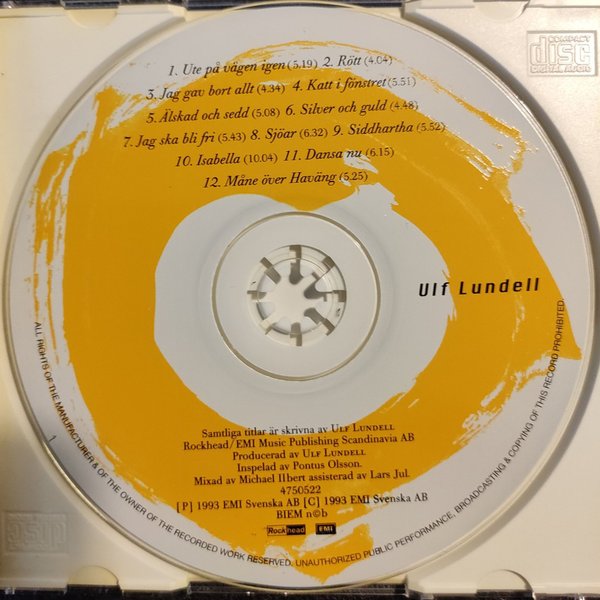 COMPACT
disc
DIGITAL AUDIO
1. Ute på vägen igen (5.19) 2. Rött (4.04)
3. Jag gav bort allt (4.34) 4. Katt i fönstret (5.51)
5. Älskad och sedd (5.08) 6. Silver och guld (4.48)
7. Jag ska bli fri (5.43) 8. Sjöar (6.32) 9. Siddhartha (5.52)
10. Isabella (10.04) 11. Dansa nu (6.15)
12. Måne över Haväng (5.25)
Ulf Lundell
Samtliga titlar är skrivna av ULF LUNDELL
Rockhead/EMI Music Publishing Scandinavia AB
Producerad av ULF LUNDELL
Inspelad av Pontus Olsson.
Mixad av Michael Ilbert assisterad av Lars Jul.
4750522
[P] 1993 EMI Svenska AB [C] 1993 EMI Svenska AB
BIEM n©b
Rockhead EMI
ALL RIGHTS OF THE MANUFACTURER & OF THE OWNER OF THE RECORDED WORK RESERVED. UNAUTHORIZED PUBLIC PERFORMANCE, BROADCASTING & COPYING OF THIS RECORD PROHIBITED.